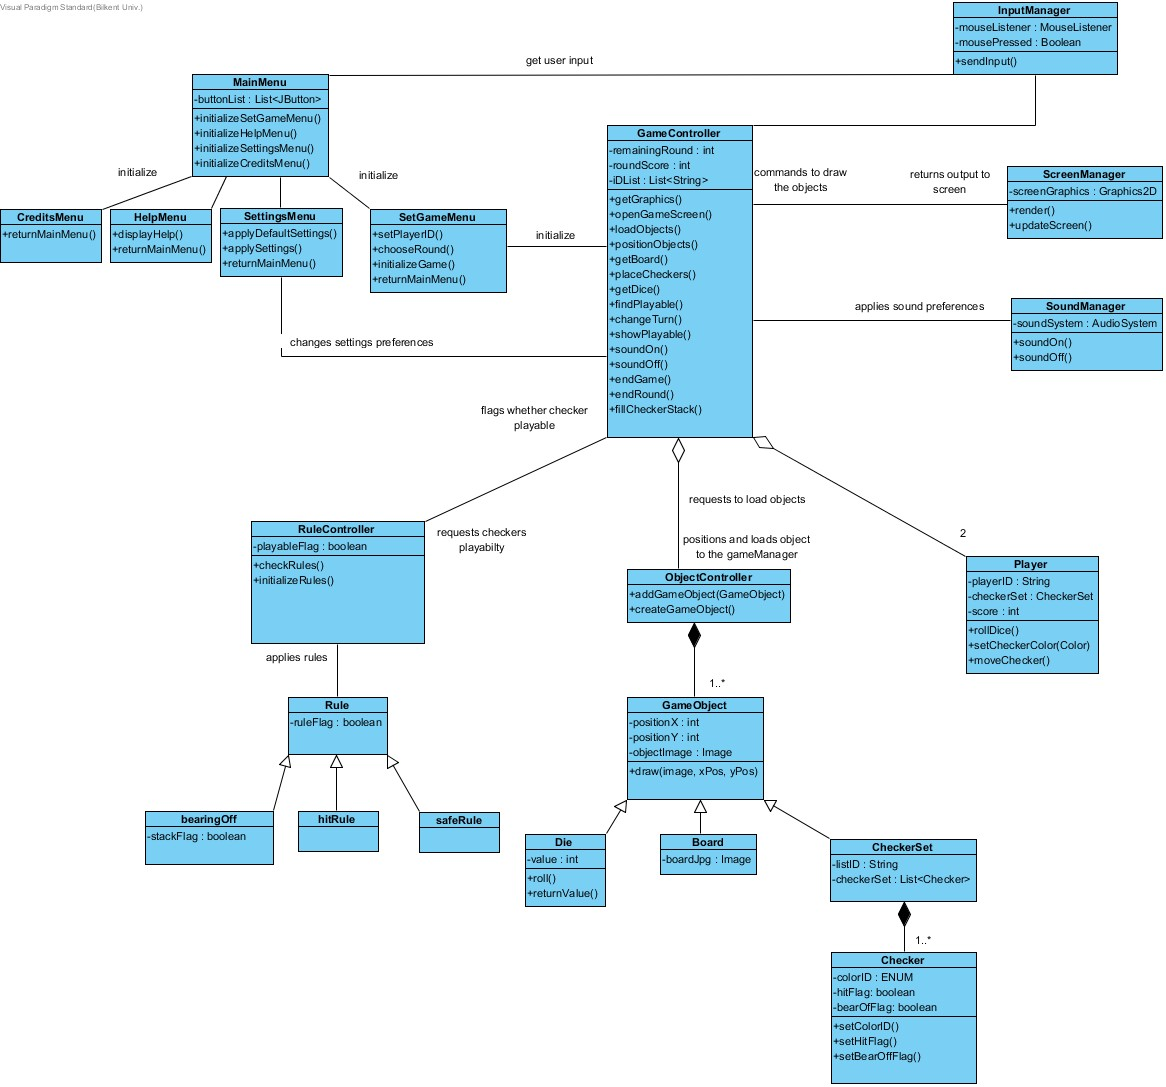 Visual Paradigm Standard(Bilkent Univ.)
InputManager
-mouseListener : MouseListener
-mousePressed : Boolean
+sendInput()
get user input
MainMenu
-buttonList : List<JButton>
+initializeSetGameMenu()
+initializeHelpMenu()
+initializeSettingsMenu()
+initializeCreditsMenu()
initialize
initialize
CreditsMenu
+returnMainMenu()
HelpMenu
+displayHelp()
+returnMainMenu()
SettingsMenu
+applyDefaultSettings()
+applySettings()
+returnMainMenu()
SetGameMenu
+setPlayerID()
+chooseRound()
+initializeGame()
+returnMainMenu()
initialize
changes settings preferences
GameController
-remainingRound : int
-roundScore : int
-iDList : List<String>
+getGraphics()
+openGameScreen()
+loadObjects()
+positionObjects()
+getBoard()
+placeCheckers()
+getDice()
+findPlayable()
+changeTurn()
+showPlayable()
+soundOn()
+soundOff()
+endGame()
+endRound()
+fillCheckerStack()
commands to draw
the objects
returns output to
screen
ScreenManager
-screenGraphics : Graphics2D
+render()
+updateScreen()
applies sound preferences
SoundManager
-soundSystem : AudioSystem
+soundOn()
+soundOff()
flags whether checker
playable
requests checkers
playabilty
RuleController
-playableFlag : boolean
+checkRules()
+initializeRules()
requests to load objects
positions and loads object
to the gameManager
2
ObjectController
+addGameObject(GameObject)
+createGameObject()
Player
-playerID : String
-checkerSet : CheckerSet
-score : int
+rollDice()
+setCheckerColor(Color)
+moveChecker()
applies rules
Rule
-ruleFlag : boolean
1..*
GameObject
-positionX : int
-positionY : int
-objectImage : Image
+draw(image, xPos, yPos)
bearingOff
-stackFlag : boolean
hitRule
safeRule
Die
-value : int
+roll()
+returnValue()
Board
-boardJpg : Image
CheckerSet
-listID : String
-checkerSet : List<Checker>
1..*
Checker
-colorID : ENUM
-hitFlag: boolean
-bearOfFlag: boolean
+setColorID()
+setHitFlag()
+setBearOffFlag()